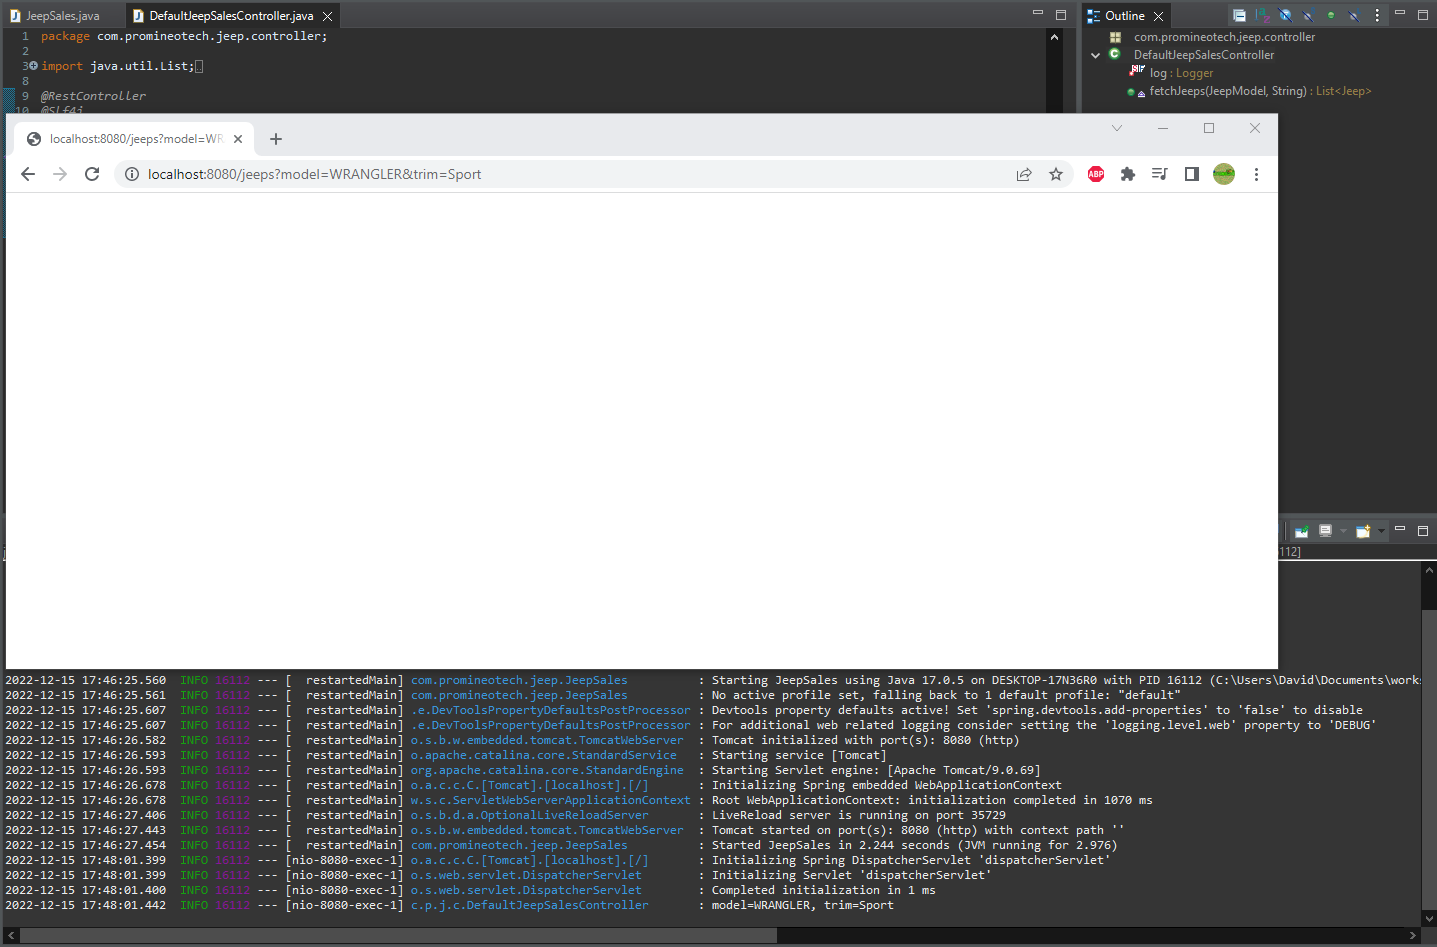 JeepSales.java
DefaultJeepSalesController.java
1 package com.promineotech.jeep.controller;
2
3 import java.util.List;
8
9 @RestController
10 @Slf4j
Outline
com.promineotech.jeep.controller
DefaultJeepSalesController
log : Logger
fetchJeeps(JeepModel, String) : List<Jeep>
localhost:8080/jeeps?model=WR
localhost:8080/jeeps?model=WRANGLER&trim=Sport
ABP
112]
2022-12-15 17:46:25.560 INFO 16112 --- [  restartedMain] com.promineotech.jeep.JeepSales : Starting JeepSales using Java 17.0.5 on DESKTOP-17N36R0 with PID 16112 (C:\Users\David\Documents\work
2022-12-15 17:46:25.561 INFO 16112 --- [  restartedMain] com.promineotech.jeep.JeepSales : No active profile set, falling back to 1 default profile: "default"
2022-12-15 17:46:25.607 INFO 16112 --- [  restartedMain] .e.DevToolsPropertyDefaultsPostProcessor : Devtools property defaults active! Set 'spring.devtools.add-properties' to 'false' to disable
2022-12-15 17:46:25.607 INFO 16112 --- [  restartedMain] .e.DevToolsPropertyDefaultsPostProcessor : For additional web related logging consider setting the 'logging.level.web' property to 'DEBUG'
2022-12-15 17:46:26.582 INFO 16112 --- [  restartedMain] o.s.b.w.embedded.tomcat.TomcatWebServer : Tomcat initialized with port(s): 8080 (http)
2022-12-15 17:46:26.593 INFO 16112 --- [  restartedMain] o.apache.catalina.core.StandardService : Starting service [Tomcat]
2022-12-15 17:46:26.593 INFO 16112 --- [  restartedMain] org.apache.catalina.core.StandardEngine : Starting Servlet engine: [Apache Tomcat/9.0.69]
2022-12-15 17:46:26.678 INFO 16112 --- [  restartedMain] o.a.c.c.C.[Tomcat].[localhost].[/] : Initializing Spring embedded WebApplicationContext
2022-12-15 17:46:26.678 INFO 16112 --- [  restartedMain] w.s.c.ServletWebServerApplicationContext : Root WebApplicationContext: initialization completed in 1070 ms
2022-12-15 17:46:27.406 INFO 16112 --- [  restartedMain] o.s.b.d.a.OptionalLiveReloadServer : LiveReload server is running on port 35729
2022-12-15 17:46:27.443 INFO 16112 --- [  restartedMain] o.s.b.w.embedded.tomcat.TomcatWebServer : Tomcat started on port(s): 8080 (http) with context path ''
2022-12-15 17:46:27.454 INFO 16112 --- [  restartedMain] com.promineotech.jeep.JeepSales : Started JeepSales in 2.244 seconds (JVM running for 2.976)
2022-12-15 17:48:01.399 INFO 16112 --- [nio-8080-exec-1] o.a.c.c.C.[Tomcat].[localhost].[/] : Initializing Spring DispatcherServlet 'dispatcherServlet'
2022-12-15 17:48:01.399 INFO 16112 --- [nio-8080-exec-1] o.s.web.servlet.DispatcherServlet : Initializing Servlet 'dispatcherServlet'
2022-12-15 17:48:01.400 INFO 16112 --- [nio-8080-exec-1] o.s.web.servlet.DispatcherServlet : Completed initialization in 1 ms
2022-12-15 17:48:01.442 INFO 16112 --- [nio-8080-exec-1] c.p.j.c.DefaultJeepSalesController : model=WRANGLER, trim=Sport